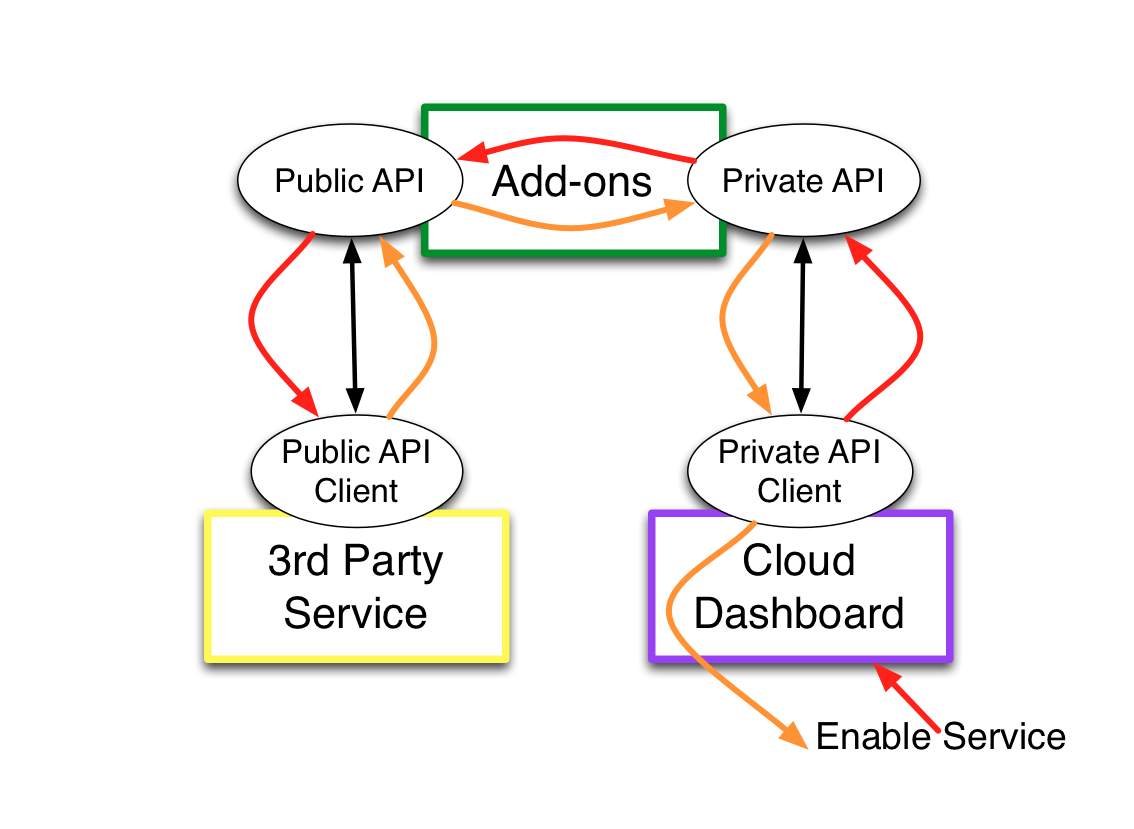 Public API
Add-ons
Private API
Public API
Client
Private API
Client
3rd Party
Service
Cloud
Dashboard
Enable Service